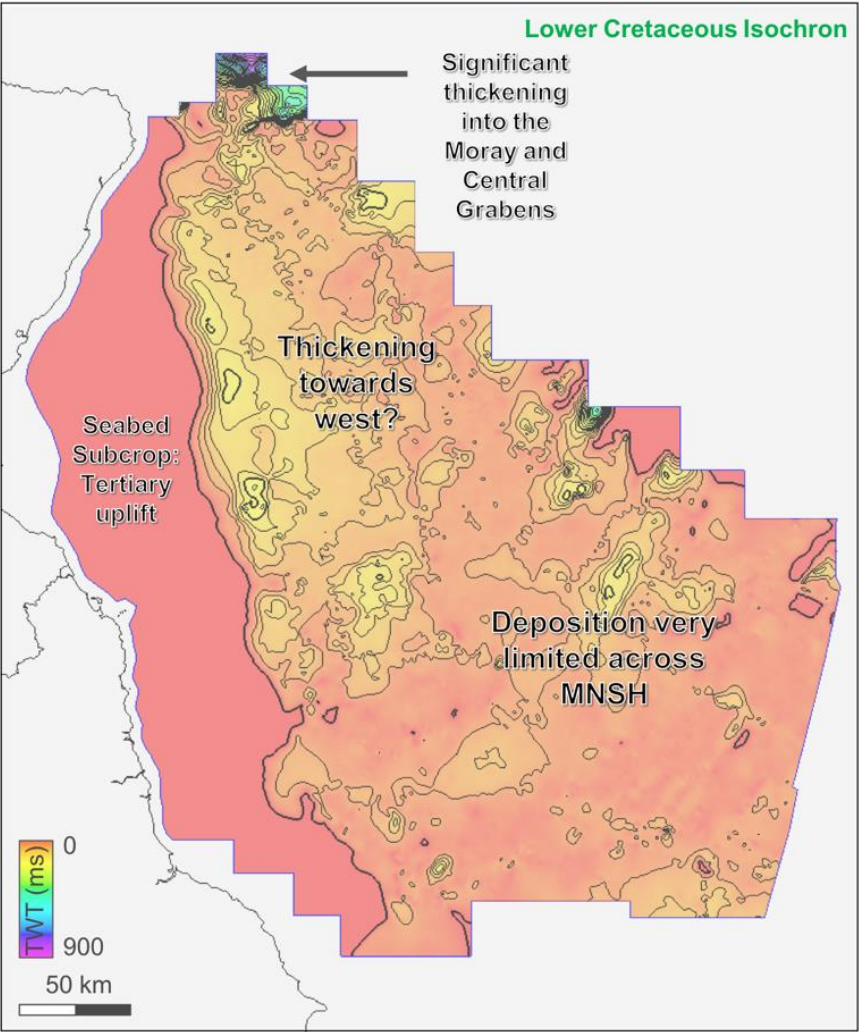 Lower Cretaceous Isochron
Significant
thickening
into the
Moray and
Central
Grabens
Thickening
towards
west?
Seabed
Subcrop:
Tertiary
uplift
Deposition very
limited across
MNSH
TWT (ms)
0
900
50 km